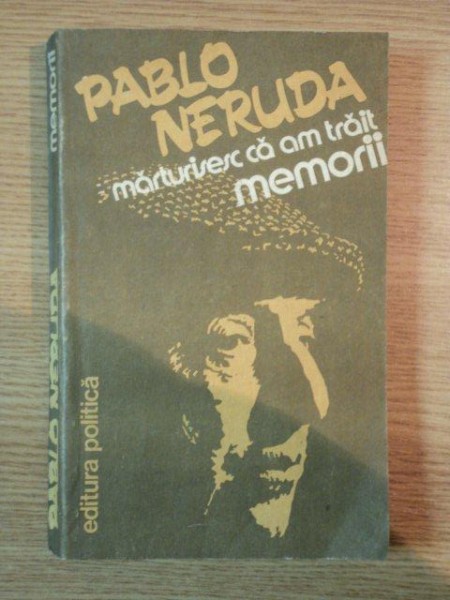 PABLO
NERUDA
mărturisesc că am trăit
memorii
editura politică
memorii
PABLO NERUDA